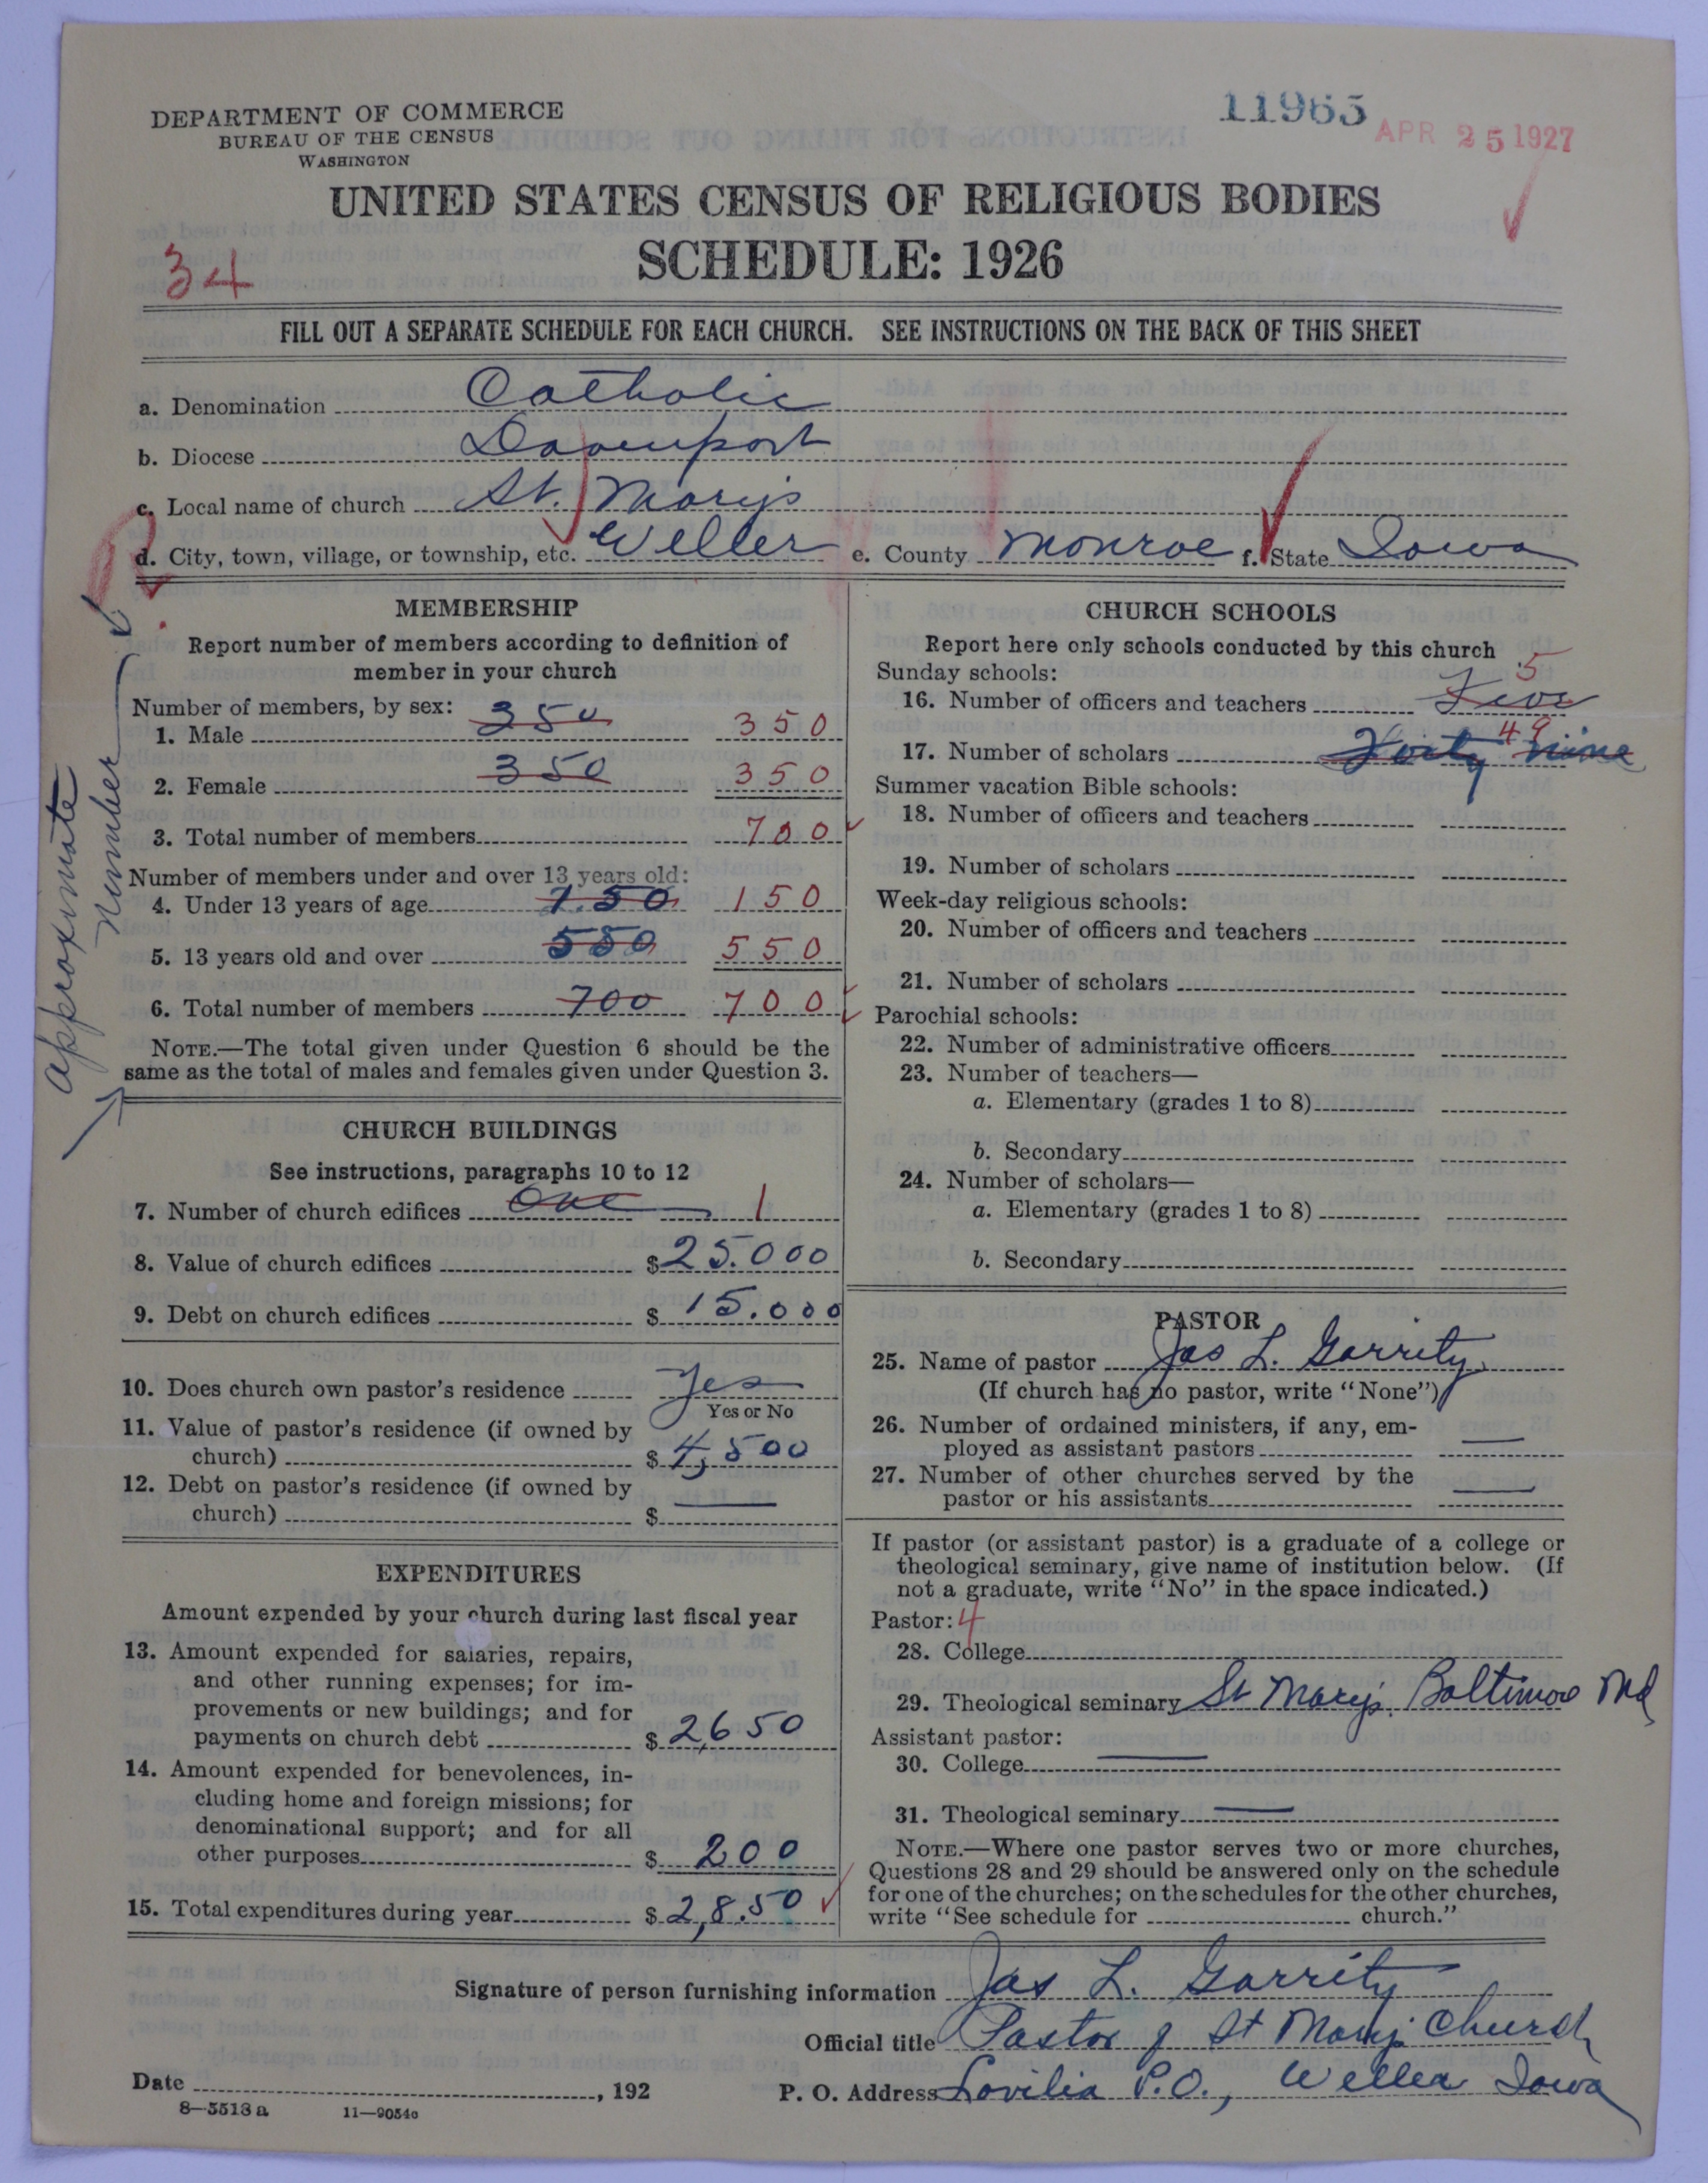 DEPARTMENT OF COMMERCE
BUREAU OF THE CENSUS
WASHINGTON
11965
APR 25 1927
UNITED STATES CENSUS OF RELIGIOUS BODIES
SCHEDULE: 1926
34
FILL OUT A SEPARATE SCHEDULE FOR EACH CHURCH. SEE INSTRUCTIONS ON THE BACK OF THIS SHEET
a. Denomination Catholic
b. Diocese Davenport
c. Local name of church St. Marys
d. City, town, village, or township, etc. Weller e. County Monroe f. State Iowa
Approximate Number
MEMBERSHIP
Report number of members according to definition of
member in your church
Number of members, by sex:
1. Male 350 350
2. Female 350 350
3. Total number of members 700
Number of members under and over 13 years old:
4. Under 13 years of age 150 150
5. 13 years old and over 550 550
6. Total number of members 700 700
NOTE.—The total given under Question 6 should be the
same as the total of males and females given under Question 3.
CHURCH BUILDINGS
See instructions, paragraphs 10 to 12
7. Number of church edifices One 1
8. Value of church edifices $25.000
9. Debt on church edifices $15.000
10. Does church own pastor's residence Yes
Yes or No
11. Value of pastor's residence (if owned by
church) $4,500
12. Debt on pastor's residence (if owned by
church) $ —
EXPENDITURES
Amount expended by your church during last fiscal year
13. Amount expended for salaries, repairs,
and other running expenses; for im-
provements or new buildings; and for
payments on church debt $2,650
14. Amount expended for benevolences, in-
cluding home and foreign missions; for
denominational support; and for all
other purposes $ 200
15. Total expenditures during year $2,8.50
CHURCH SCHOOLS
Report here only schools conducted by this church
Sunday schools:
16. Number of officers and teachers Five 5
17. Number of scholars Forty nine 49
Summer vacation Bible schools:
18. Number of officers and teachers
19. Number of scholars
Week-day religious schools:
20. Number of officers and teachers
21. Number of scholars
Parochial schools:
22. Number of administrative officers
23. Number of teachers—
a. Elementary (grades 1 to 8)
b. Secondary
24. Number of scholars—
a. Elementary (grades 1 to 8)
b. Secondary
PASTOR
25. Name of pastor Jas L. Garrity
(If church has no pastor, write "None")
26. Number of ordained ministers, if any, em-
ployed as assistant pastors —
27. Number of other churches served by the
pastor or his assistants —
If pastor (or assistant pastor) is a graduate of a college or
theological seminary, give name of institution below. (If
not a graduate, write "No" in the space indicated.)
Pastor: 4
28. College
29. Theological seminary St Mary's. Baltimore Md
Assistant pastor:
30. College —
31. Theological seminary —
NOTE.—Where one pastor serves two or more churches,
Questions 28 and 29 should be answered only on the schedule
for one of the churches; on the schedules for the other churches,
write "See schedule for church."
Signature of person furnishing information Jas L. Garrity
Official title Pastor of St Marys Church
Date , 192 P. O. Address Lovilia P.O., Weller Iowa
8—5513 a 11—9054c